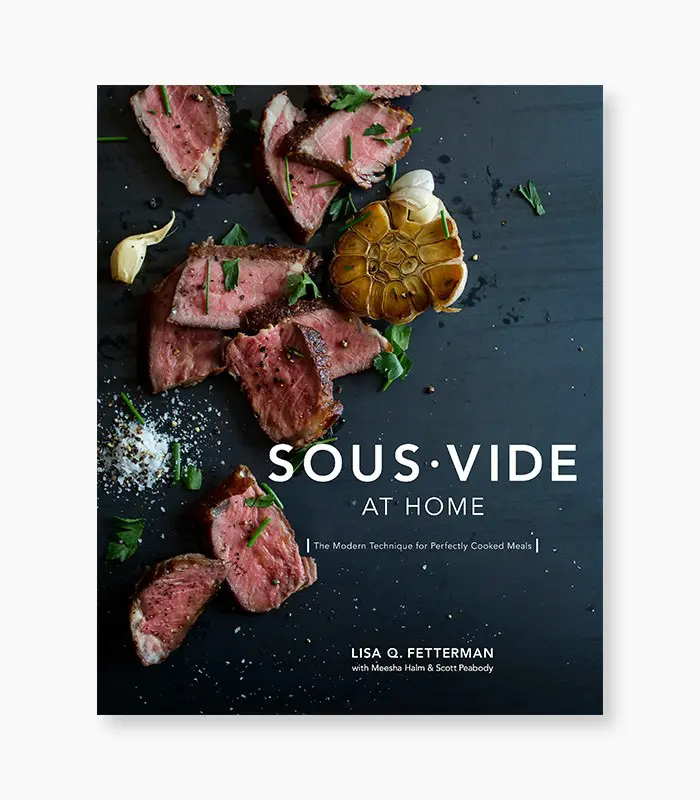 SOUS·VIDE
AT HOME
The Modern Technique for Perfectly Cooked Meals
LISA Q. FETTERMAN
with Meesha Halm & Scott Peabody